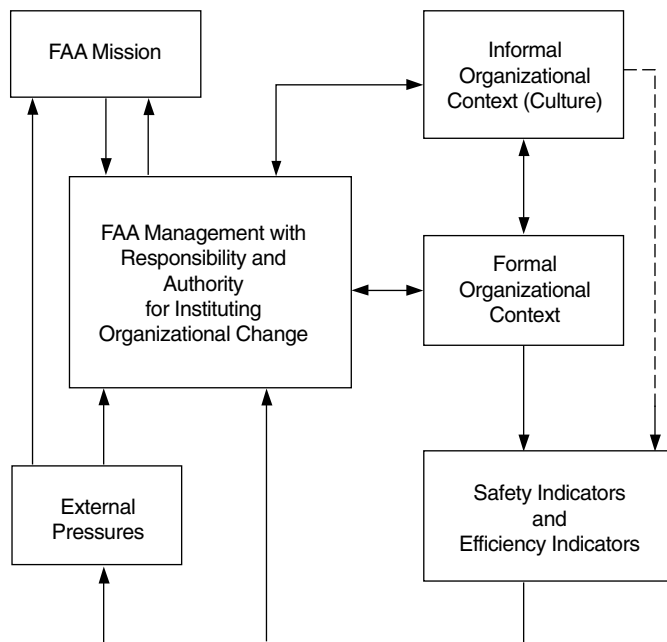 FAA Mission
Informal
Organizational
Context (Culture)
FAA Management with
Responsibility and
Authority
for Instituting
Organizational Change
Formal
Organizational
Context
External
Pressures
Safety Indicators
and
Efficiency Indicators